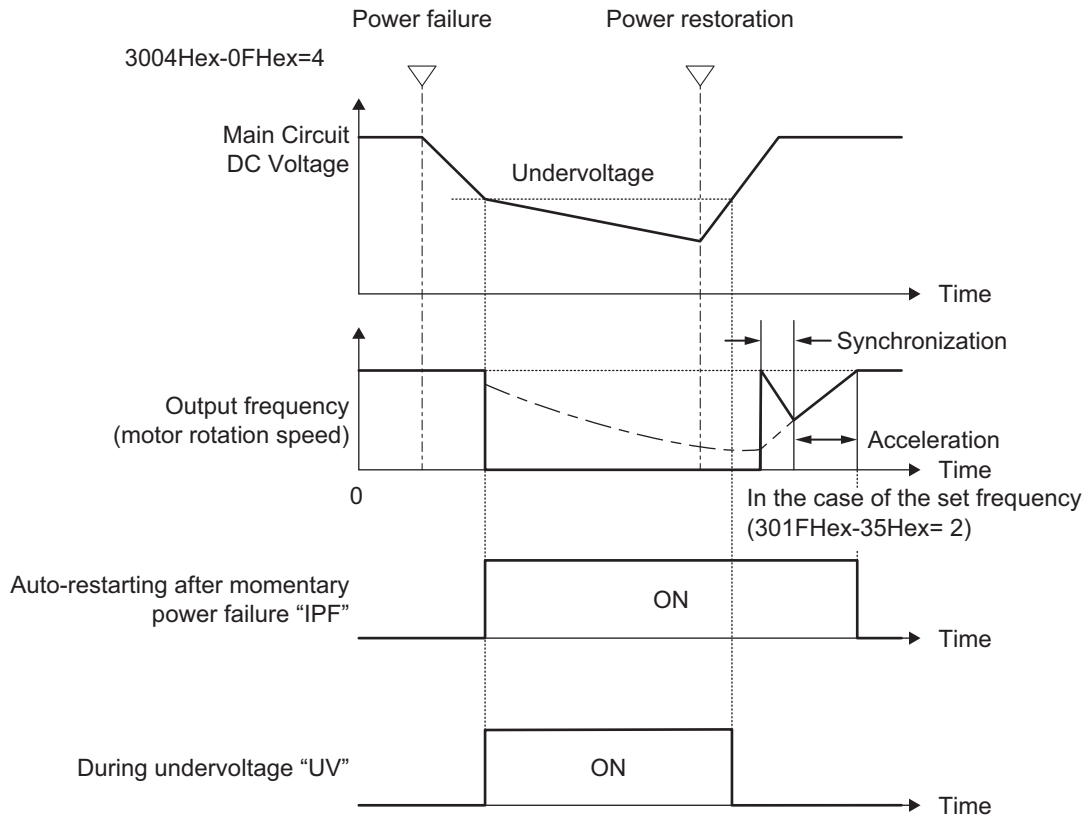 Power failure
Power restoration
3004Hex-0FHex=4
Main Circuit
DC Voltage
Undervoltage
Time
Synchronization
Output frequency
(motor rotation speed)
Acceleration
Time
0
In the case of the set frequency
(301FHex-35Hex= 2)
Auto-restarting after momentary
power failure “IPF”
ON
Time
During undervoltage “UV”
ON
Time